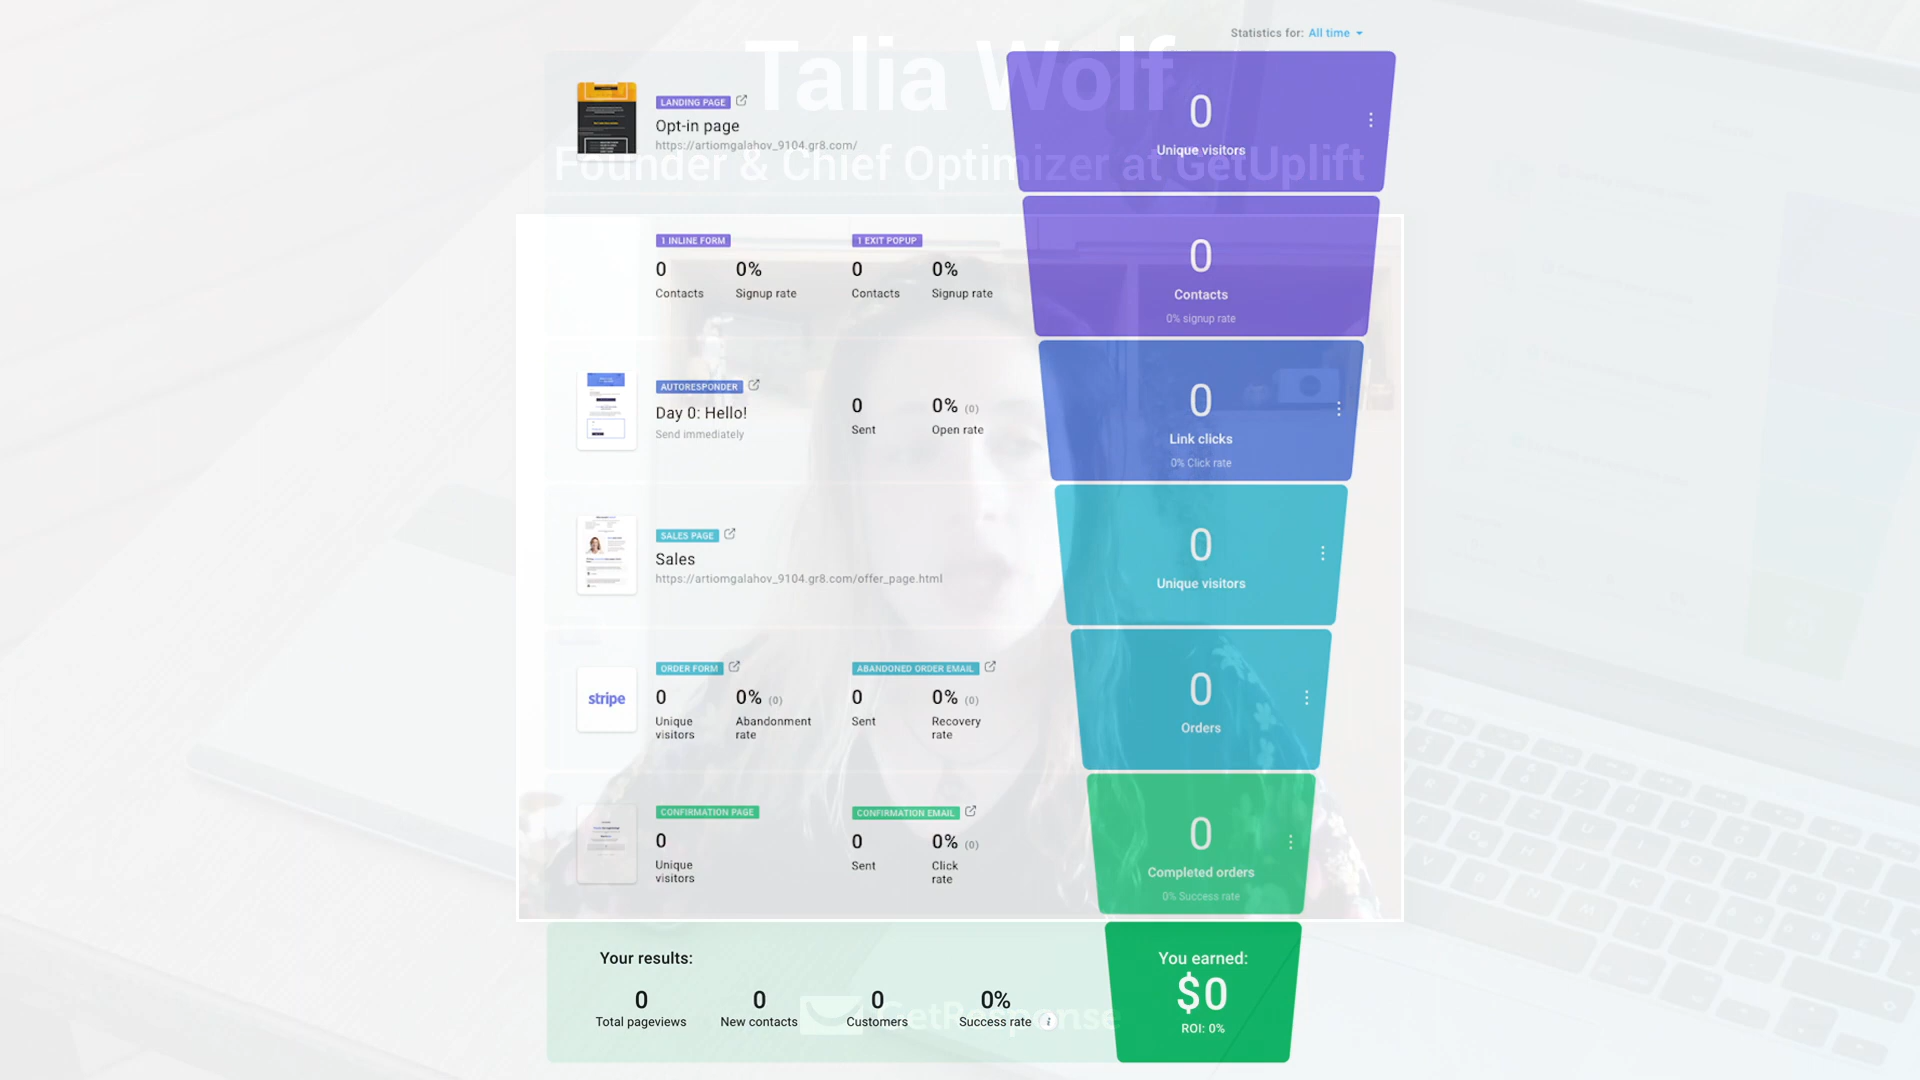 Statistics for: All time
Talia Wolf
Founder & Chief Optimizer at GetUplift
LANDING PAGE
Opt-in page
https://artiomgalahov_9104.gr8.com/
0
Unique visitors
1 INLINE FORM
0
Contacts
0%
Signup rate
1 EXIT POPUP
0
Contacts
0%
Signup rate
0
Contacts
0% signup rate
AUTORESPONDER
Day 0: Hello!
Send immediately
0
Sent
0% (0)
Open rate
0
Link clicks
0% Click rate
SALES PAGE
Sales
https://artiomgalahov_9104.gr8.com/offer_page.html
0
Unique visitors
stripe
ORDER FORM
0
Unique
visitors
0% (0)
Abandonment
rate
ABANDONED ORDER EMAIL
0
Sent
0% (0)
Recovery
rate
0
Orders
CONFIRMATION PAGE
0
Unique
visitors
CONFIRMATION EMAIL
0
Sent
0% (0)
Click
rate
0
Completed orders
0% Success rate
Your results:
0
Total pageviews
0
New contacts
0
Customers
0%
Success rate i
You earned:
$0
ROI: 0%
GetResponse